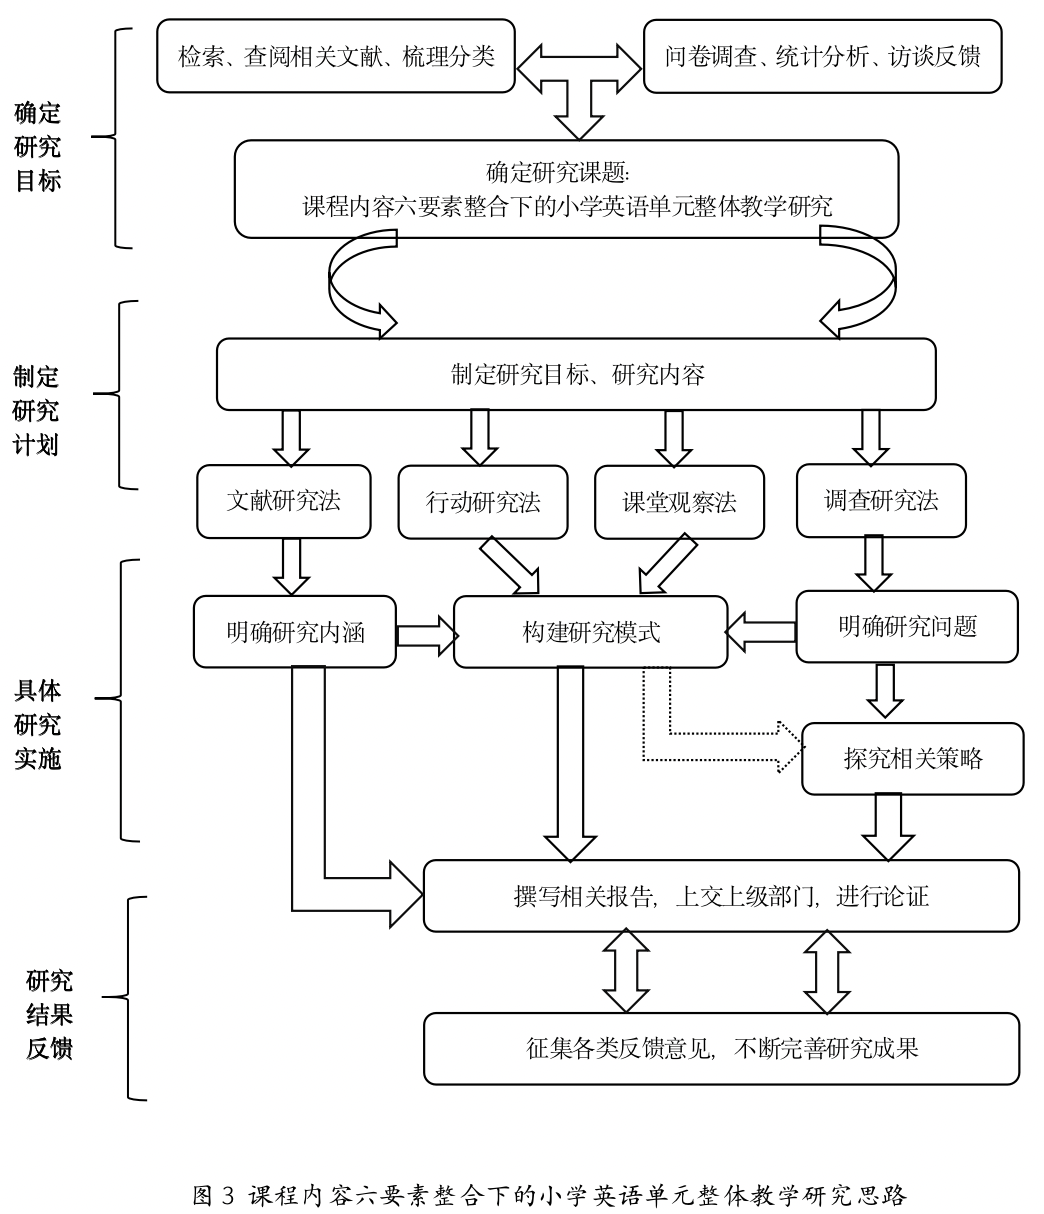 检索、查阅相关文献、梳理分类
问卷调查、统计分析、访谈反馈
确定
研究
目标
确定研究课题:
课程内容六要素整合下的小学英语单元整体教学研究
制定
研究
计划
制定研究目标、研究内容
文献研究法
行动研究法
课堂观察法
调查研究法
具体
研究
实施
明确研究内涵
构建研究模式
明确研究问题
探究相关策略
研究
结果
反馈
撰写相关报告，上交上级部门，进行论证
征集各类反馈意见，不断完善研究成果
图 3 课程内容六要素整合下的小学英语单元整体教学研究思路